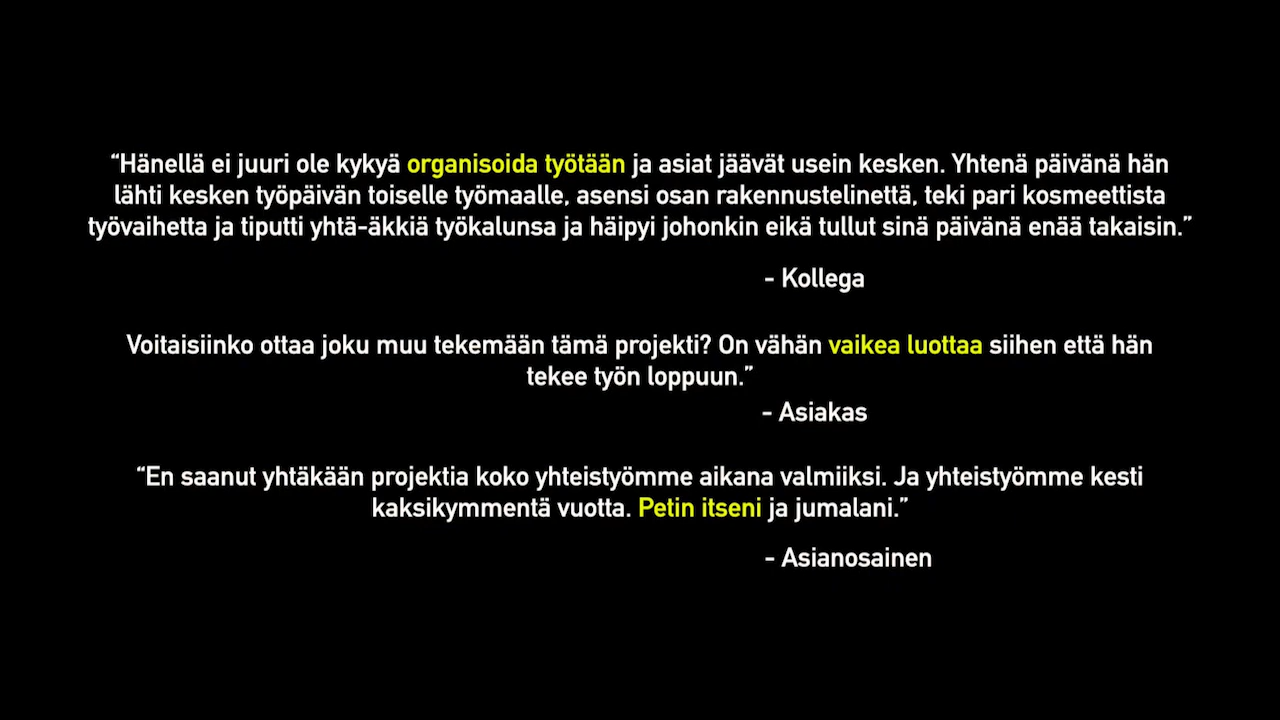 “Hänellä ei juuri ole kykyä organisoida työtään ja asiat jäävät usein kesken. Yhtenä päivänä hän
lähti kesken työpäivän toiselle työmaalle, asensi osan rakennustelinettä, teki pari kosmeettista
työvaihetta ja tiputti yhtä-äkkiä työkalunsa ja häipyi johonkin eikä tullut sinä päivänä enää takaisin.”
- Kollega
Voitaisiinko ottaa joku muu tekemään tämä projekti? On vähän vaikea luottaa siihen että hän
tekee työn loppuun.”
- Asiakas
“En saanut yhtäkään projektia koko yhteistyömme aikana valmiiksi. Ja yhteistyömme kesti
kaksikymmentä vuotta. Petin itseni ja jumalani.”
- Asianosainen